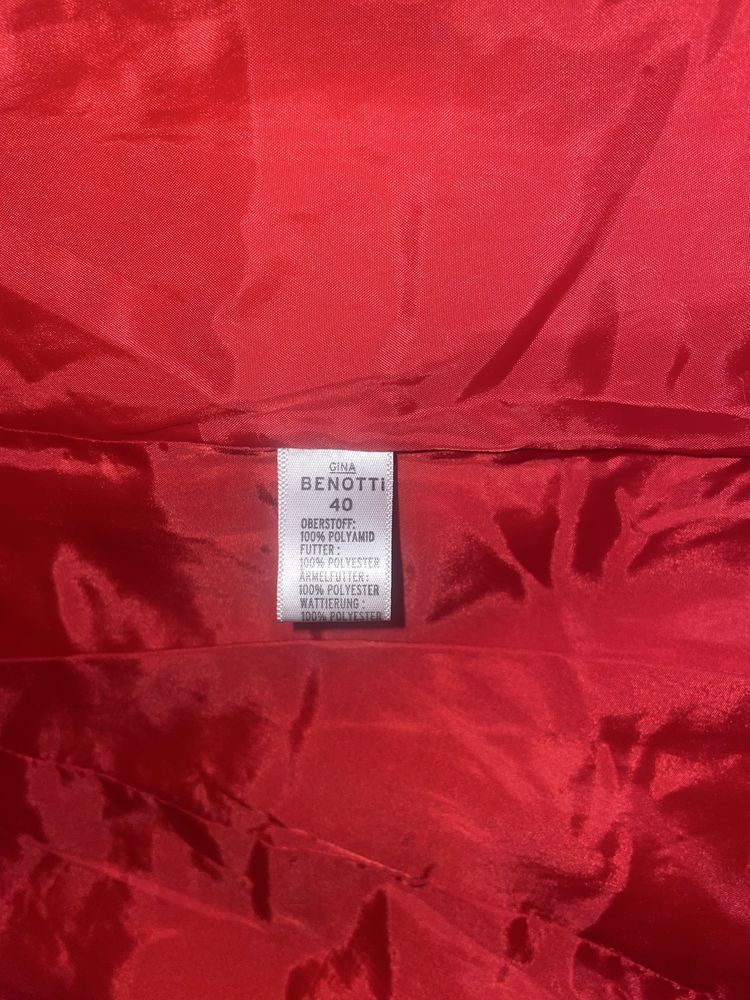 GINA
BENOTTI
40
OBERSTOFF:
100% POLYAMID
FUTTER :
100% POLYESTER
ÄRMELFUTTER:
100% POLYESTER
WATTIERUNG :
100% POLYESTER